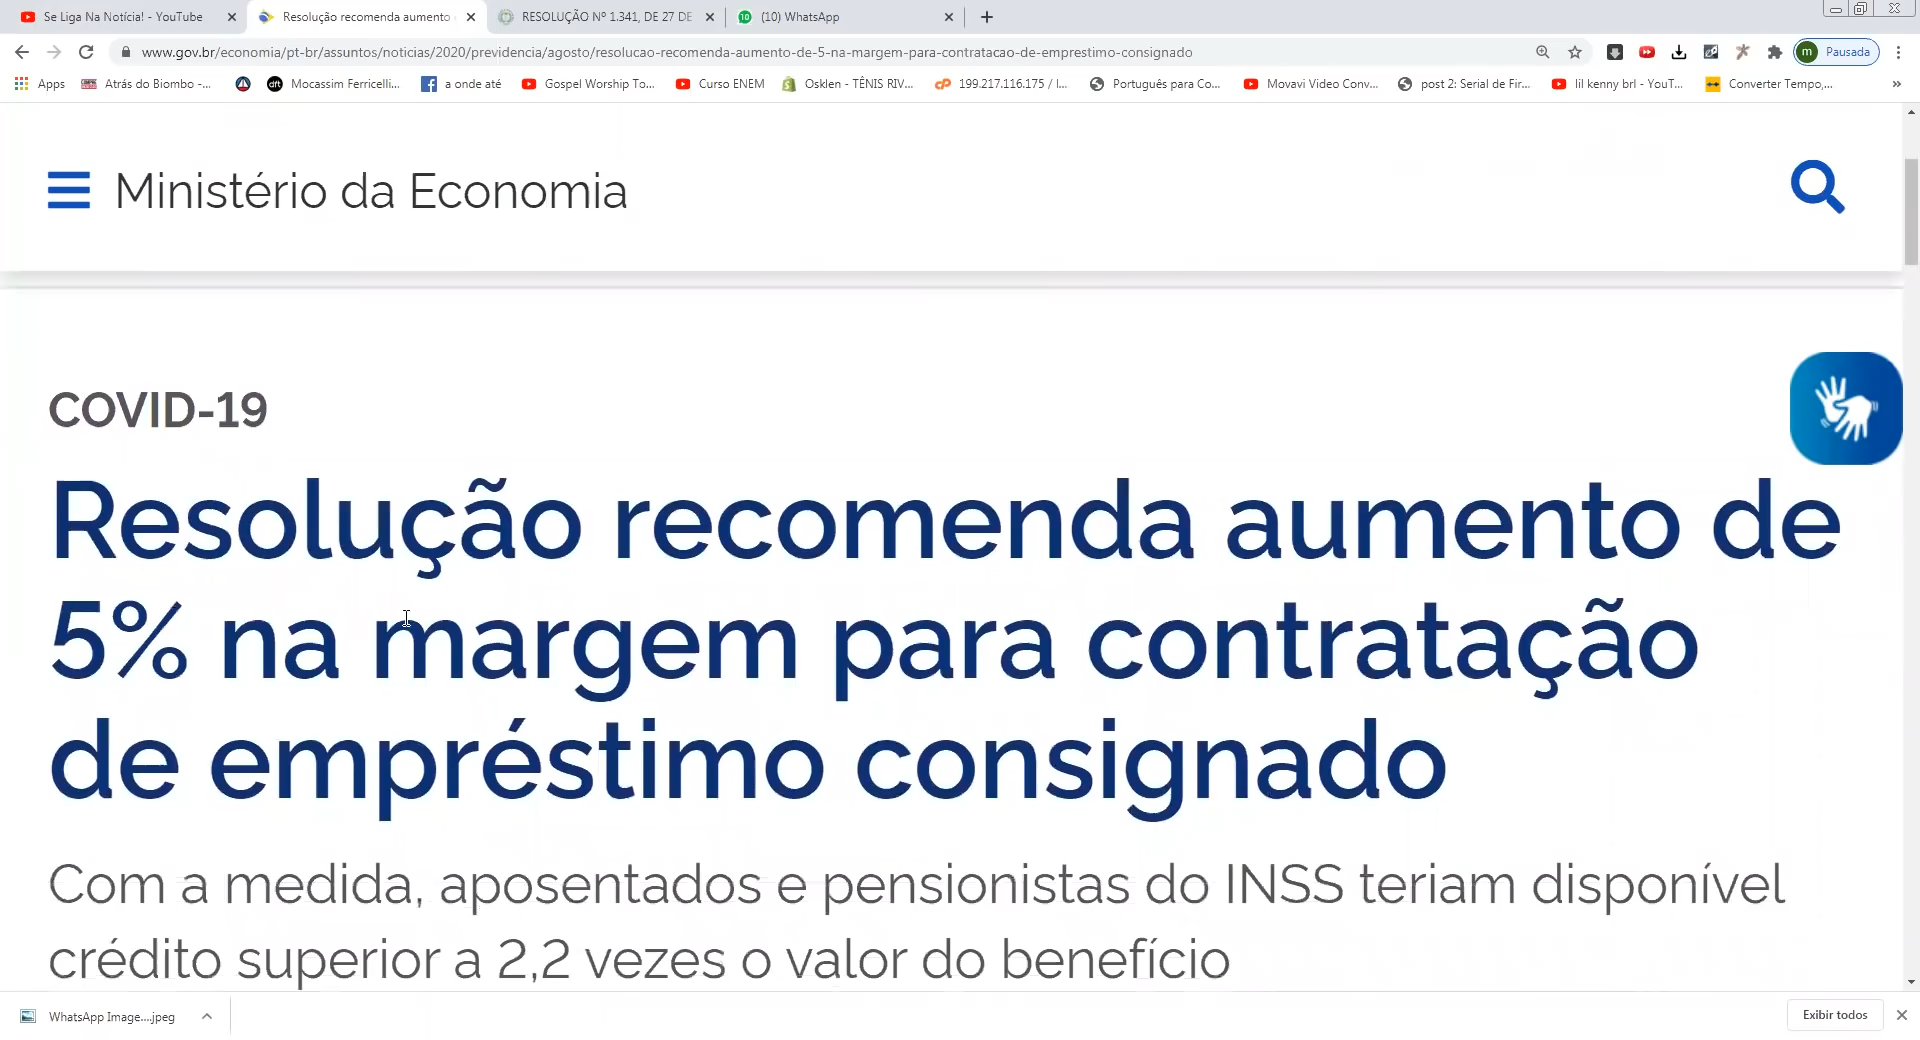 Se Liga Na Notícia! - YouTube
Resolução recomenda aumento
RESOLUÇÃO Nº 1.341, DE 27 DE
(10) WhatsApp
www.gov.br/economia/pt-br/assuntos/noticias/2020/previdencia/agosto/resolucao-recomenda-aumento-de-5-na-margem-para-contratacao-de-emprestimo-consignado
m Pausada
Apps
Atrás do Biombo -...
Mocassim Ferricelli...
a onde até
Gospel Worship To...
Curso ENEM
Osklen - TÊNIS RIV...
199.217.116.175 / l...
Português para Co...
Movavi Video Conv...
post 2: Serial de Fir...
lil kenny brl - YouT...
Converter Tempo,...
Ministério da Economia
COVID-19
Resolução recomenda aumento de
5% na margem para contratação
de empréstimo consignado
Com a medida, aposentados e pensionistas do INSS teriam disponível
crédito superior a 2,2 vezes o valor do benefício
WhatsApp Image....jpeg
Exibir todos